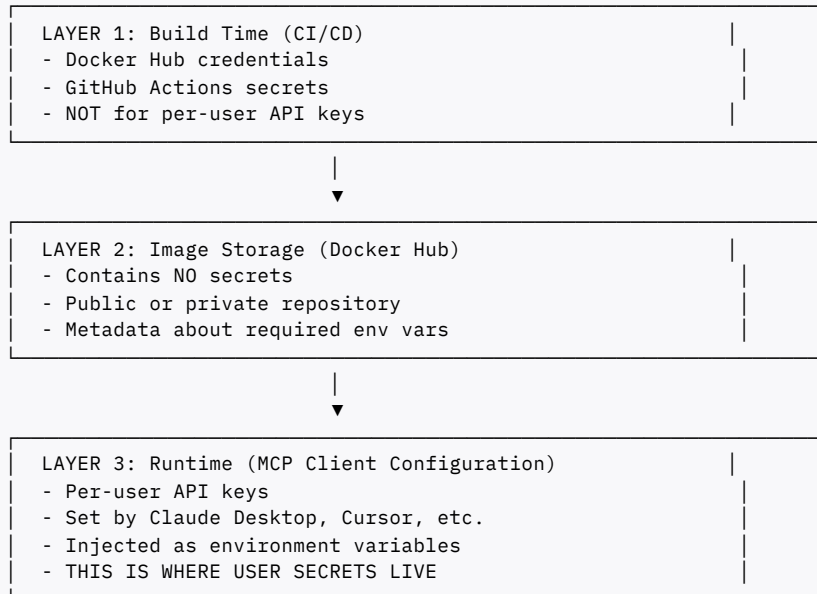 LAYER 1: Build Time (CI/CD)
- Docker Hub credentials
- GitHub Actions secrets
- NOT for per-user API keys
LAYER 2: Image Storage (Docker Hub)
- Contains NO secrets
- Public or private repository
- Metadata about required env vars
LAYER 3: Runtime (MCP Client Configuration)
- Per-user API keys
- Set by Claude Desktop, Cursor, etc.
- Injected as environment variables
- THIS IS WHERE USER SECRETS LIVE